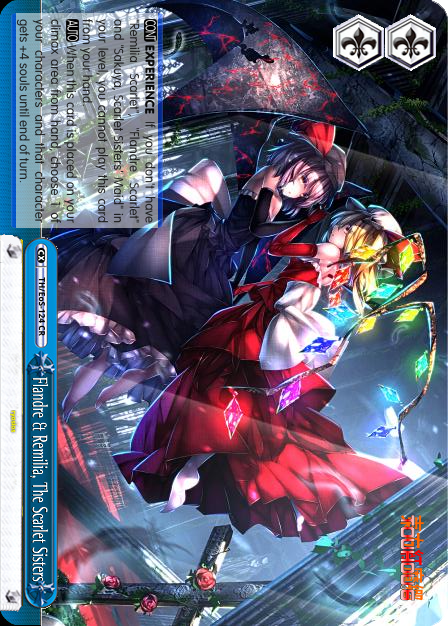 CONT EXPERIENCE If you don't have
"Remilia Scarlet", "Flandre Scarlet"
and "Sakuya, Scarlet Sisters' Maid" in
your level, you cannot play this card
from your hand.
AUTO When this card is placed on your
climax area from hand, choose 1 of
your characters and that character
gets +4 souls until end of turn.
CX
TH/EoS-124 CR
Flandre & Remilia, The Scarlet Sisters